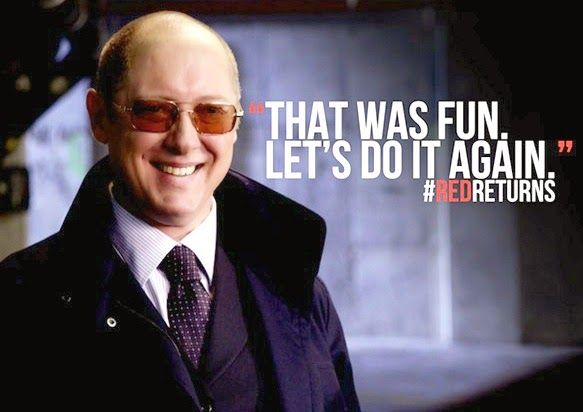 “THAT WAS FUN.
LET'S DO IT AGAIN.”
#REDRETURNS